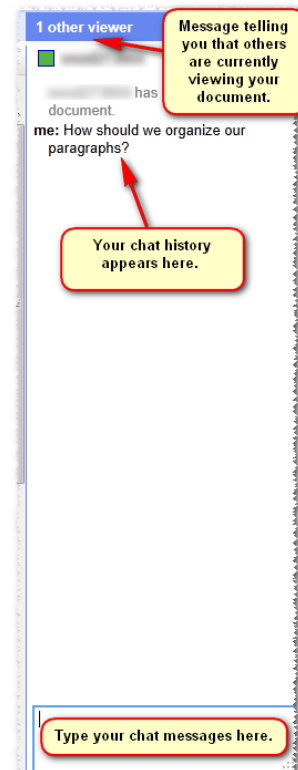 1 other viewer
Message telling
you that others
are currently
viewing your
document.
has
document.
me: How should we organize our
paragraphs?
Your chat history
appears here.
Type your chat messages here.